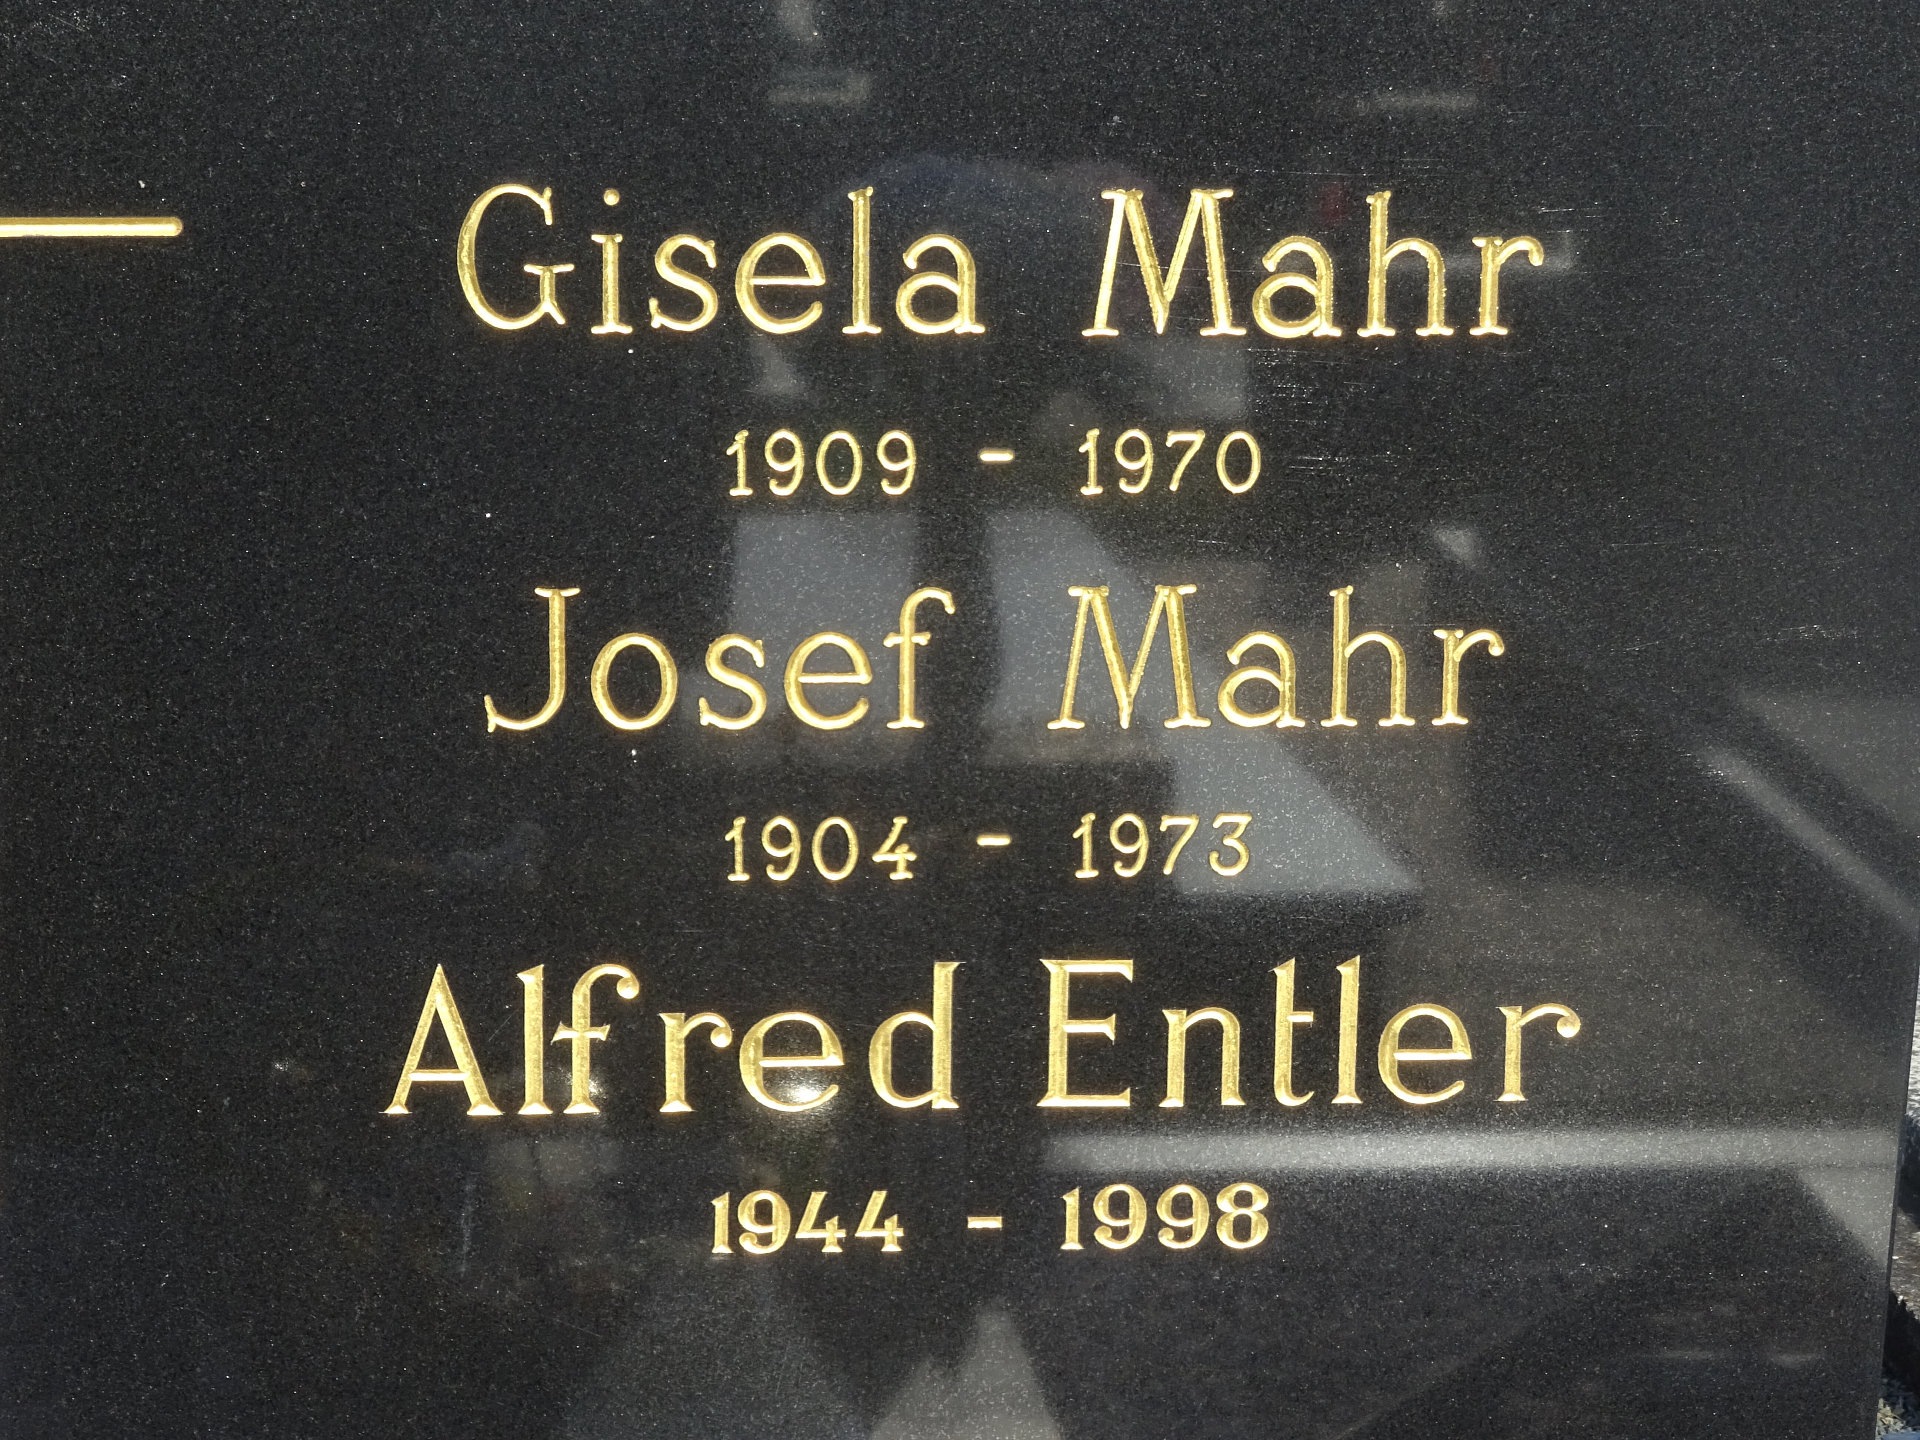 Gisela Mahr
1909 - 1970
Josef Mahr
1904 - 1973
Alfred Entler
1944 - 1998